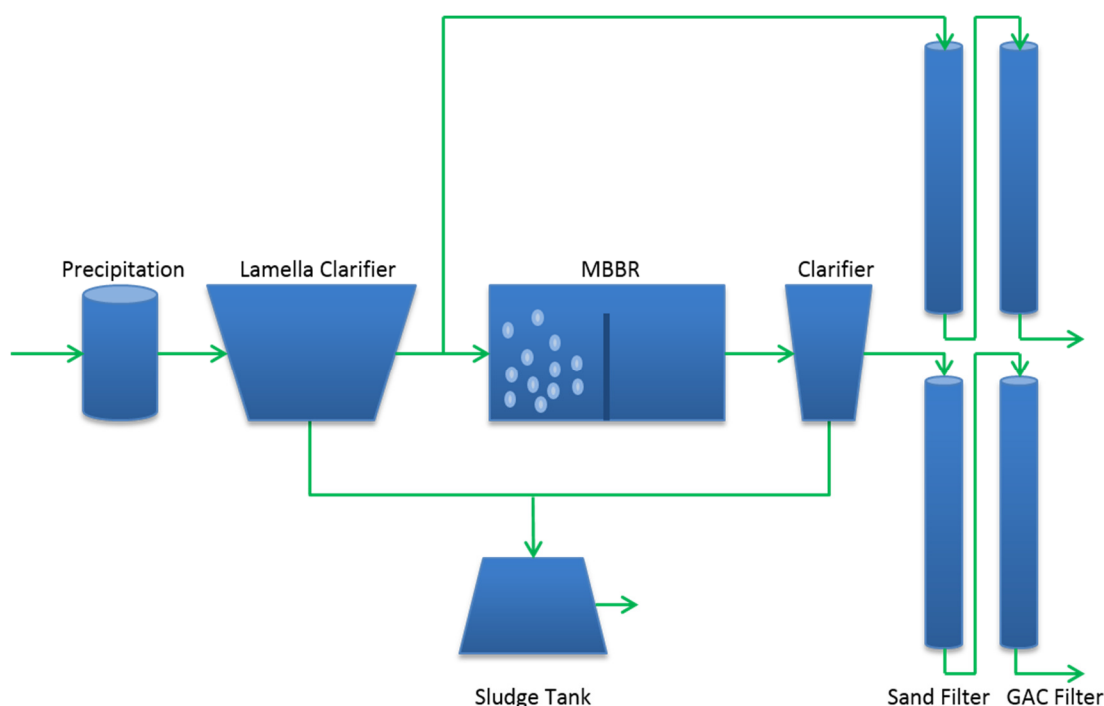 Precipitation
Lamella Clarifier
MBBR
Clarifier
Sludge Tank
Sand Filter
GAC Filter